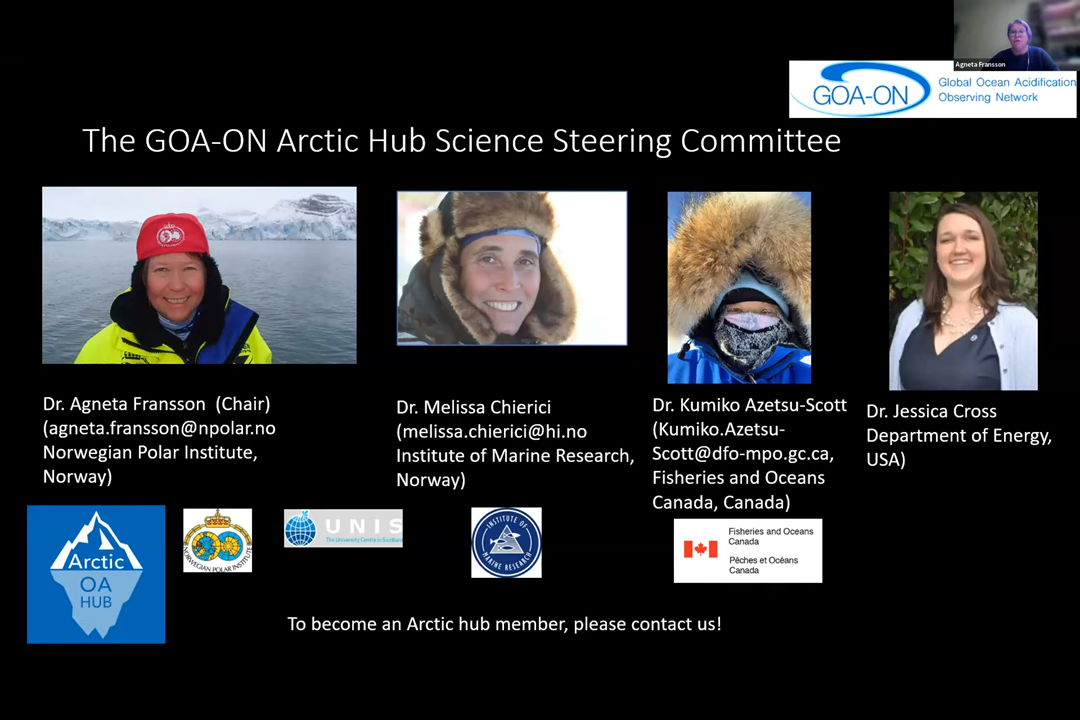 Agneta Fransson
GOA-ON
Global Ocean Acidification
Observing Network
The GOA-ON Arctic Hub Science Steering Committee
Dr. Agneta Fransson (Chair)
(agneta.fransson@npolar.no
Norwegian Polar Institute,
Norway)
Dr. Melissa Chierici
(melissa.chierici@hi.no
Institute of Marine Research,
Norway)
Dr. Kumiko Azetsu-Scott
(Kumiko.Azetsu-
Scott@dfo-mpo.gc.ca,
Fisheries and Oceans
Canada, Canada)
Dr. Jessica Cross
Department of Energy,
USA)
Arctic
OA
HUB
NORWEGIAN POLAR INSTITUTE
UNIS
The University Centre in Svalbard
INSTITUTE OF
MARINE RESEARCH
Fisheries and Oceans
Canada
Pêches et Océans
Canada
To become an Arctic hub member, please contact us!